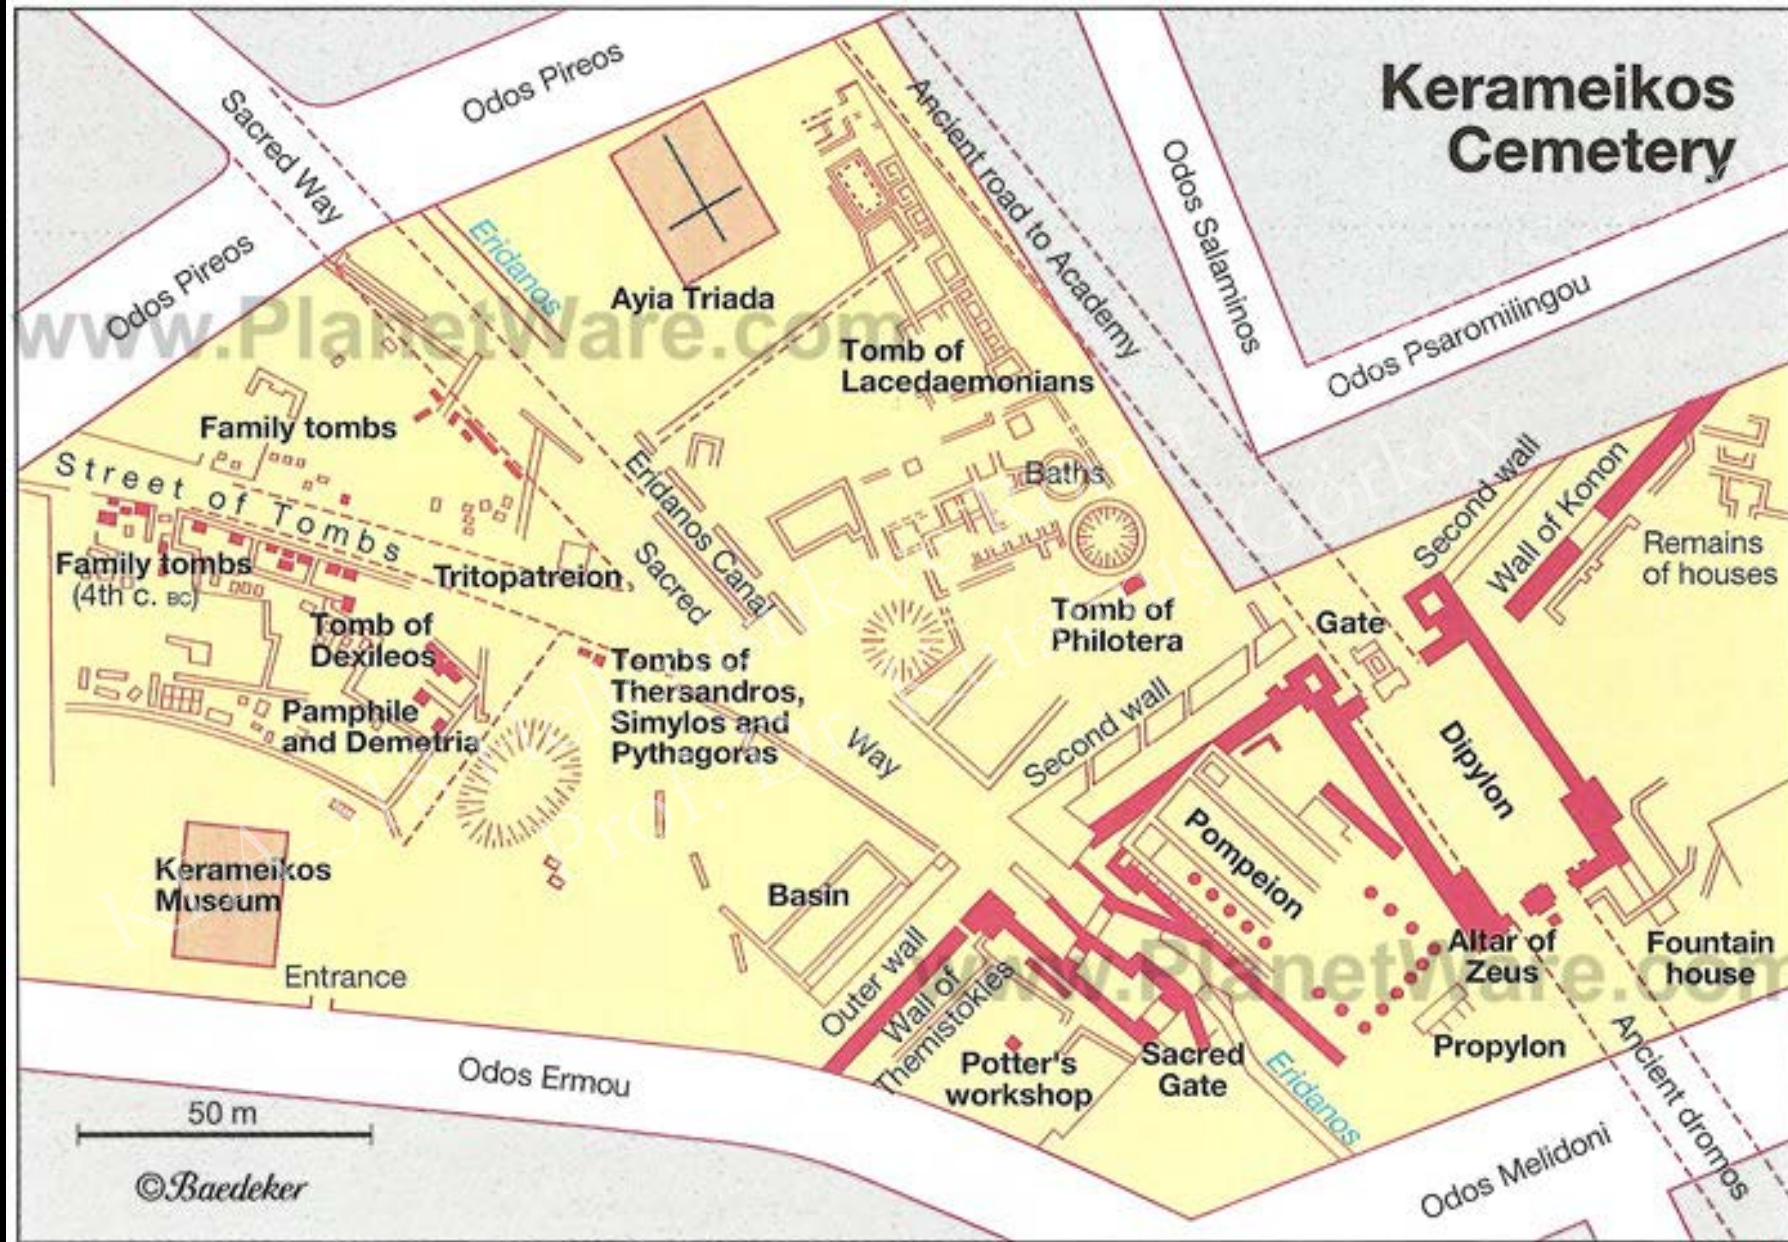 Kerameikos
Cemetery
Odos Pireos
Sacred Way
Odos Pireos
Eridanos
Ayia Triada
Ancient road to Academy
Odos Salaminos
Odos Psaromilingou
www.PlanetWare.com
Tomb of
Lacedaemonians
Family tombs
Street of Tombs
Eridanos Canal
Baths
Second wall
Wall of Konon
Remains
of houses
Family tombs
(4th c. BC)
Tritopatreion
Sacred
Way
Tomb of
Dexileos
Tomb of
Philotera
Gate
Tombs of
Thersandros,
Simylos and
Pythagoras
Pamphile
and Demetria
Second wall
Dipylon
Pompeion
Kerameikos
Museum
Basin
Entrance
Outer wall
Wall of
Themistokles
Altar of
Zeus
Fountain
house
www.PlanetWare.com
Potter's
workshop
Sacred
Gate
Eridanos
Propylon
Ancient dromos
Odos Ermou
Odos Melidoni
50 m
©Baedeker